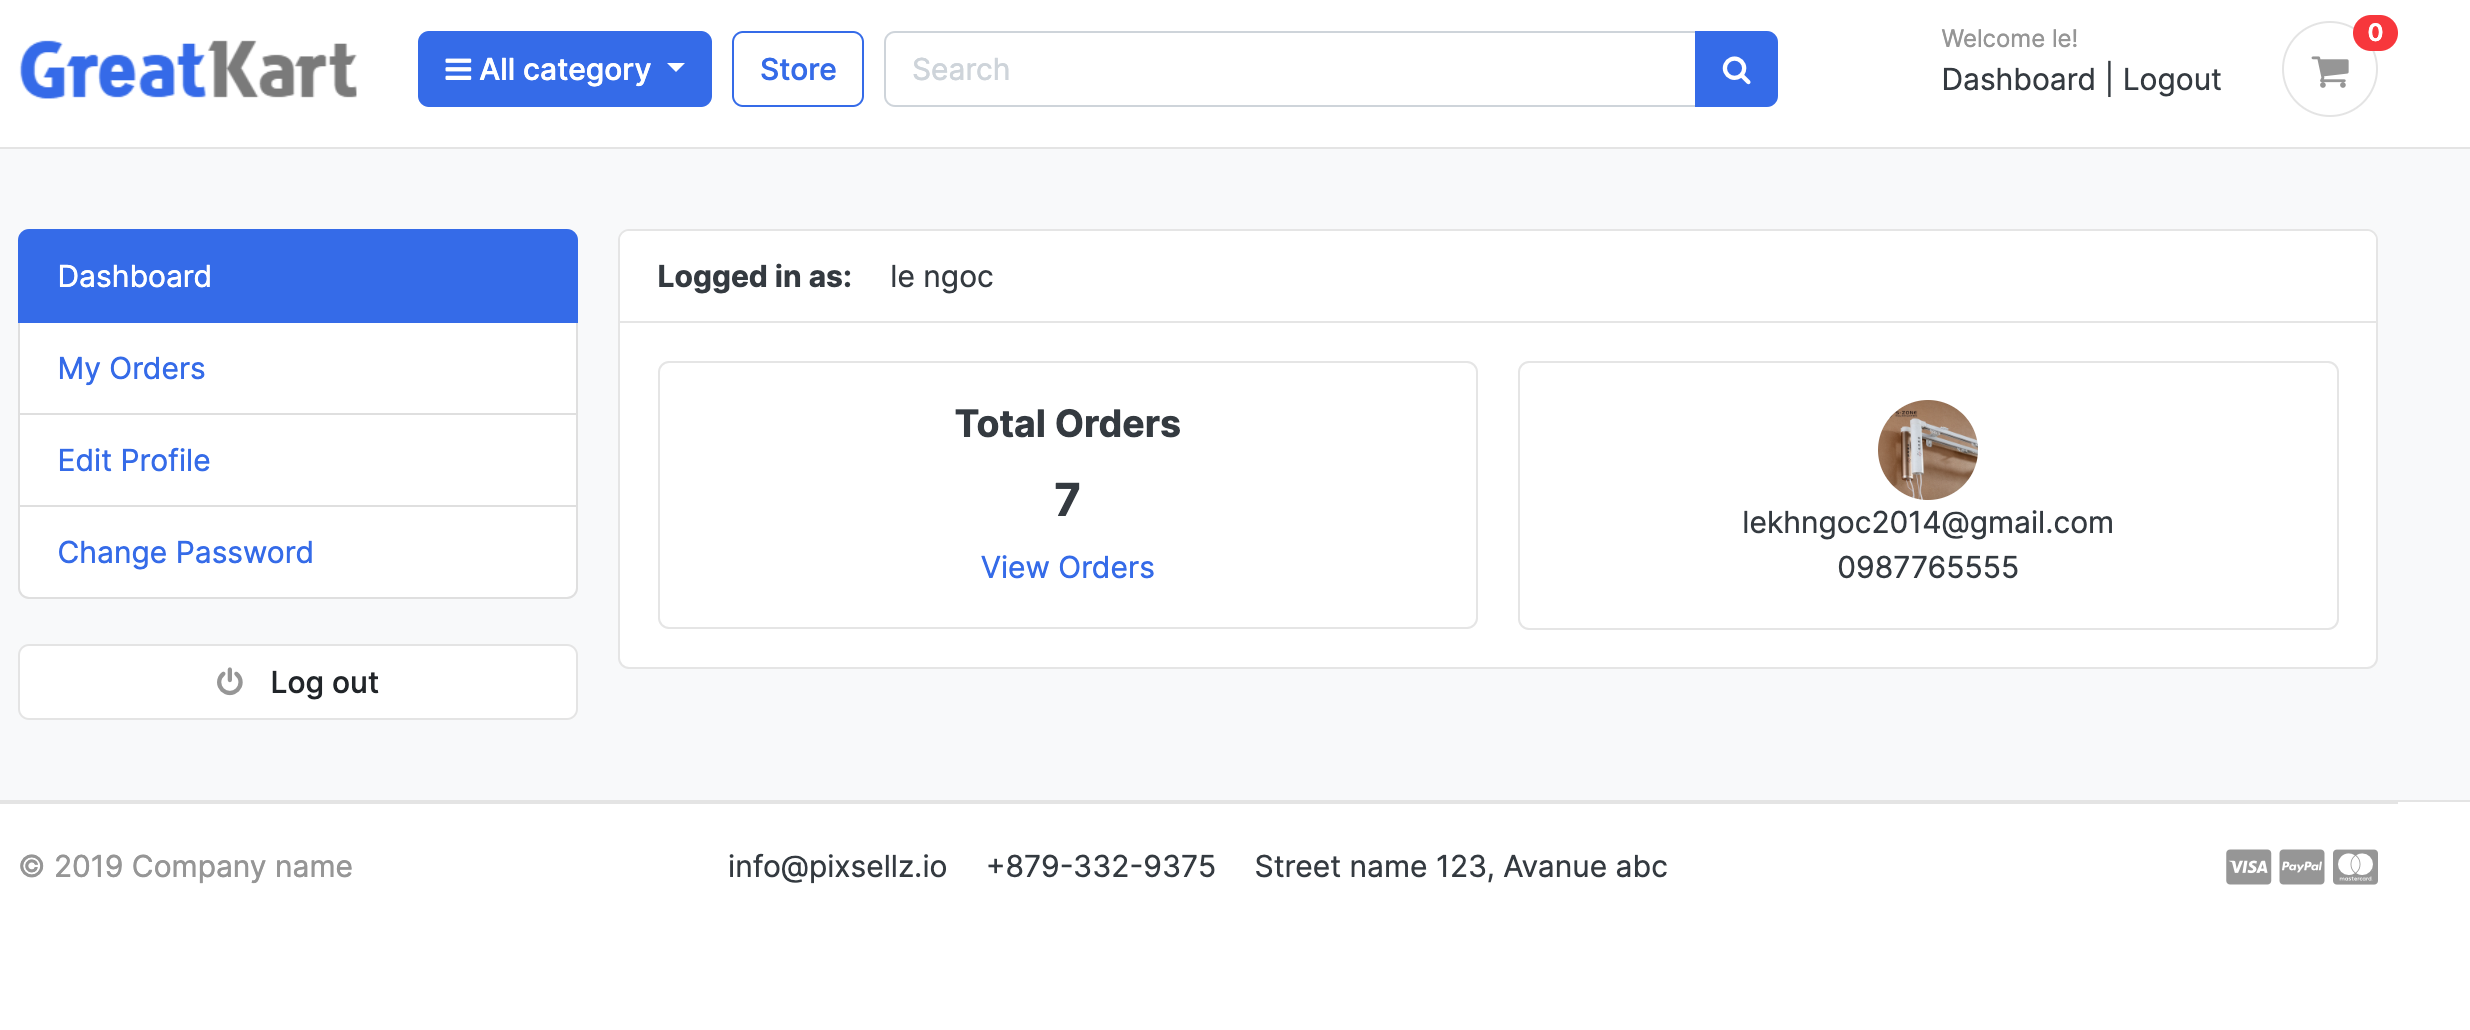 GreatKart
All category
Store
Search
Welcome le!
Dashboard | Logout
0
Dashboard
My Orders
Edit Profile
Change Password
Log out
Logged in as: le ngoc
Total Orders
7
View Orders
lekhngoc2014@gmail.com
0987765555
© 2019 Company name
info@pixsellz.io +879-332-9375 Street name 123, Avanue abc
VISA PayPal mastercard